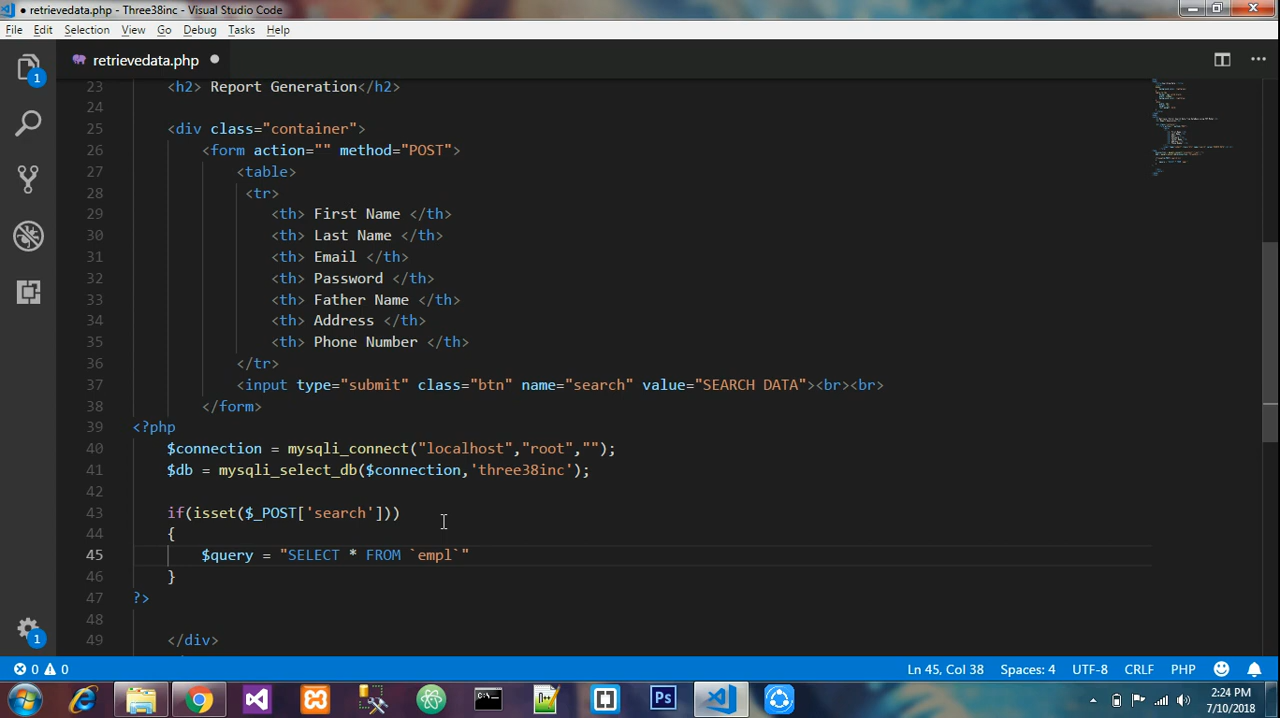 ● retrievedata.php - Three38inc - Visual Studio Code
File Edit Selection View Go Debug Tasks Help
retrievedata.php ●
1
23 <h2> Report Generation</h2>
24
25 <div class="container">
26 <form action="" method="POST">
27 <table>
28 <tr>
29 <th> First Name </th>
30 <th> Last Name </th>
31 <th> Email </th>
32 <th> Password </th>
33 <th> Father Name </th>
34 <th> Address </th>
35 <th> Phone Number </th>
36 </tr>
37 <input type="submit" class="btn" name="search" value="SEARCH DATA"><br><br>
38 </form>
39 <?php
40 $connection = mysqli_connect("localhost","root","");
41 $db = mysqli_select_db($connection,'three38inc');
42
43 if(isset($_POST['search']))
44 {
45 $query = "SELECT * FROM `empl`"
46 }
47 ?>
48
49 </div>
1
0 0 Ln 45, Col 38 Spaces: 4 UTF-8 CRLF PHP
Ps
2:24 PM
7/10/2018